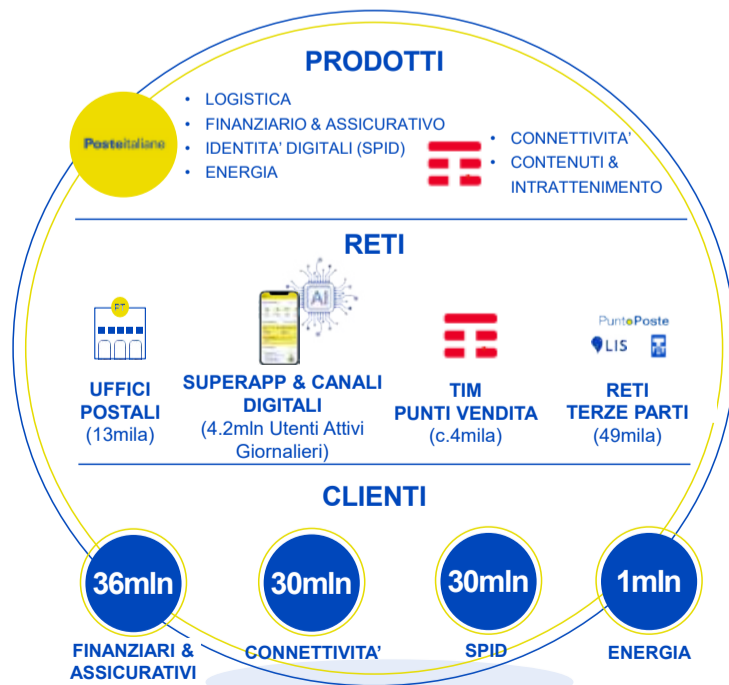 PRODOTTI
• LOGISTICA
• FINANZIARIO & ASSICURATIVO
• IDENTITA’ DIGITALI (SPID)
• ENERGIA
Posteitaliane
• CONNETTIVITA’
• CONTENUTI &
INTRATTENIMENTO
RETI
PT
AI
PuntoPoste
LIS
UFFICI
POSTALI
(13mila)
SUPERAPP & CANALI
DIGITALI
(4.2mln Utenti Attivi
Giornalieri)
TIM
PUNTI VENDITA
(c.4mila)
RETI
TERZE PARTI
(49mila)
CLIENTI
36mln
30mln
30mln
1mln
FINANZIARI &
ASSICURATIVI
CONNETTIVITA’
SPID
ENERGIA